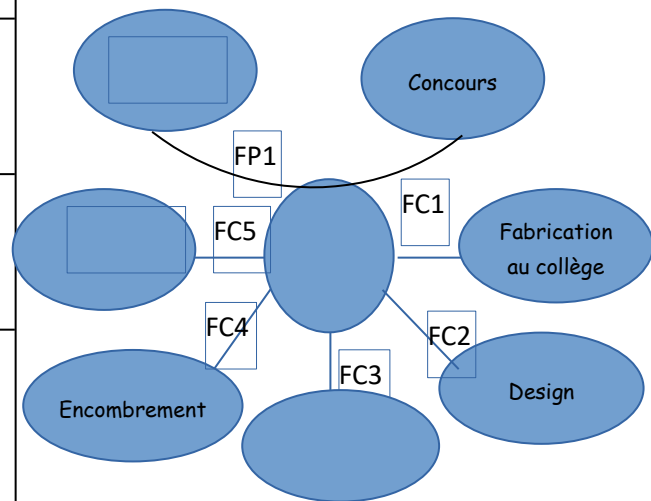 Concours
FP1
FC1
FC5
Fabrication
au collège
FC4
FC2
FC3
Encombrement
Design